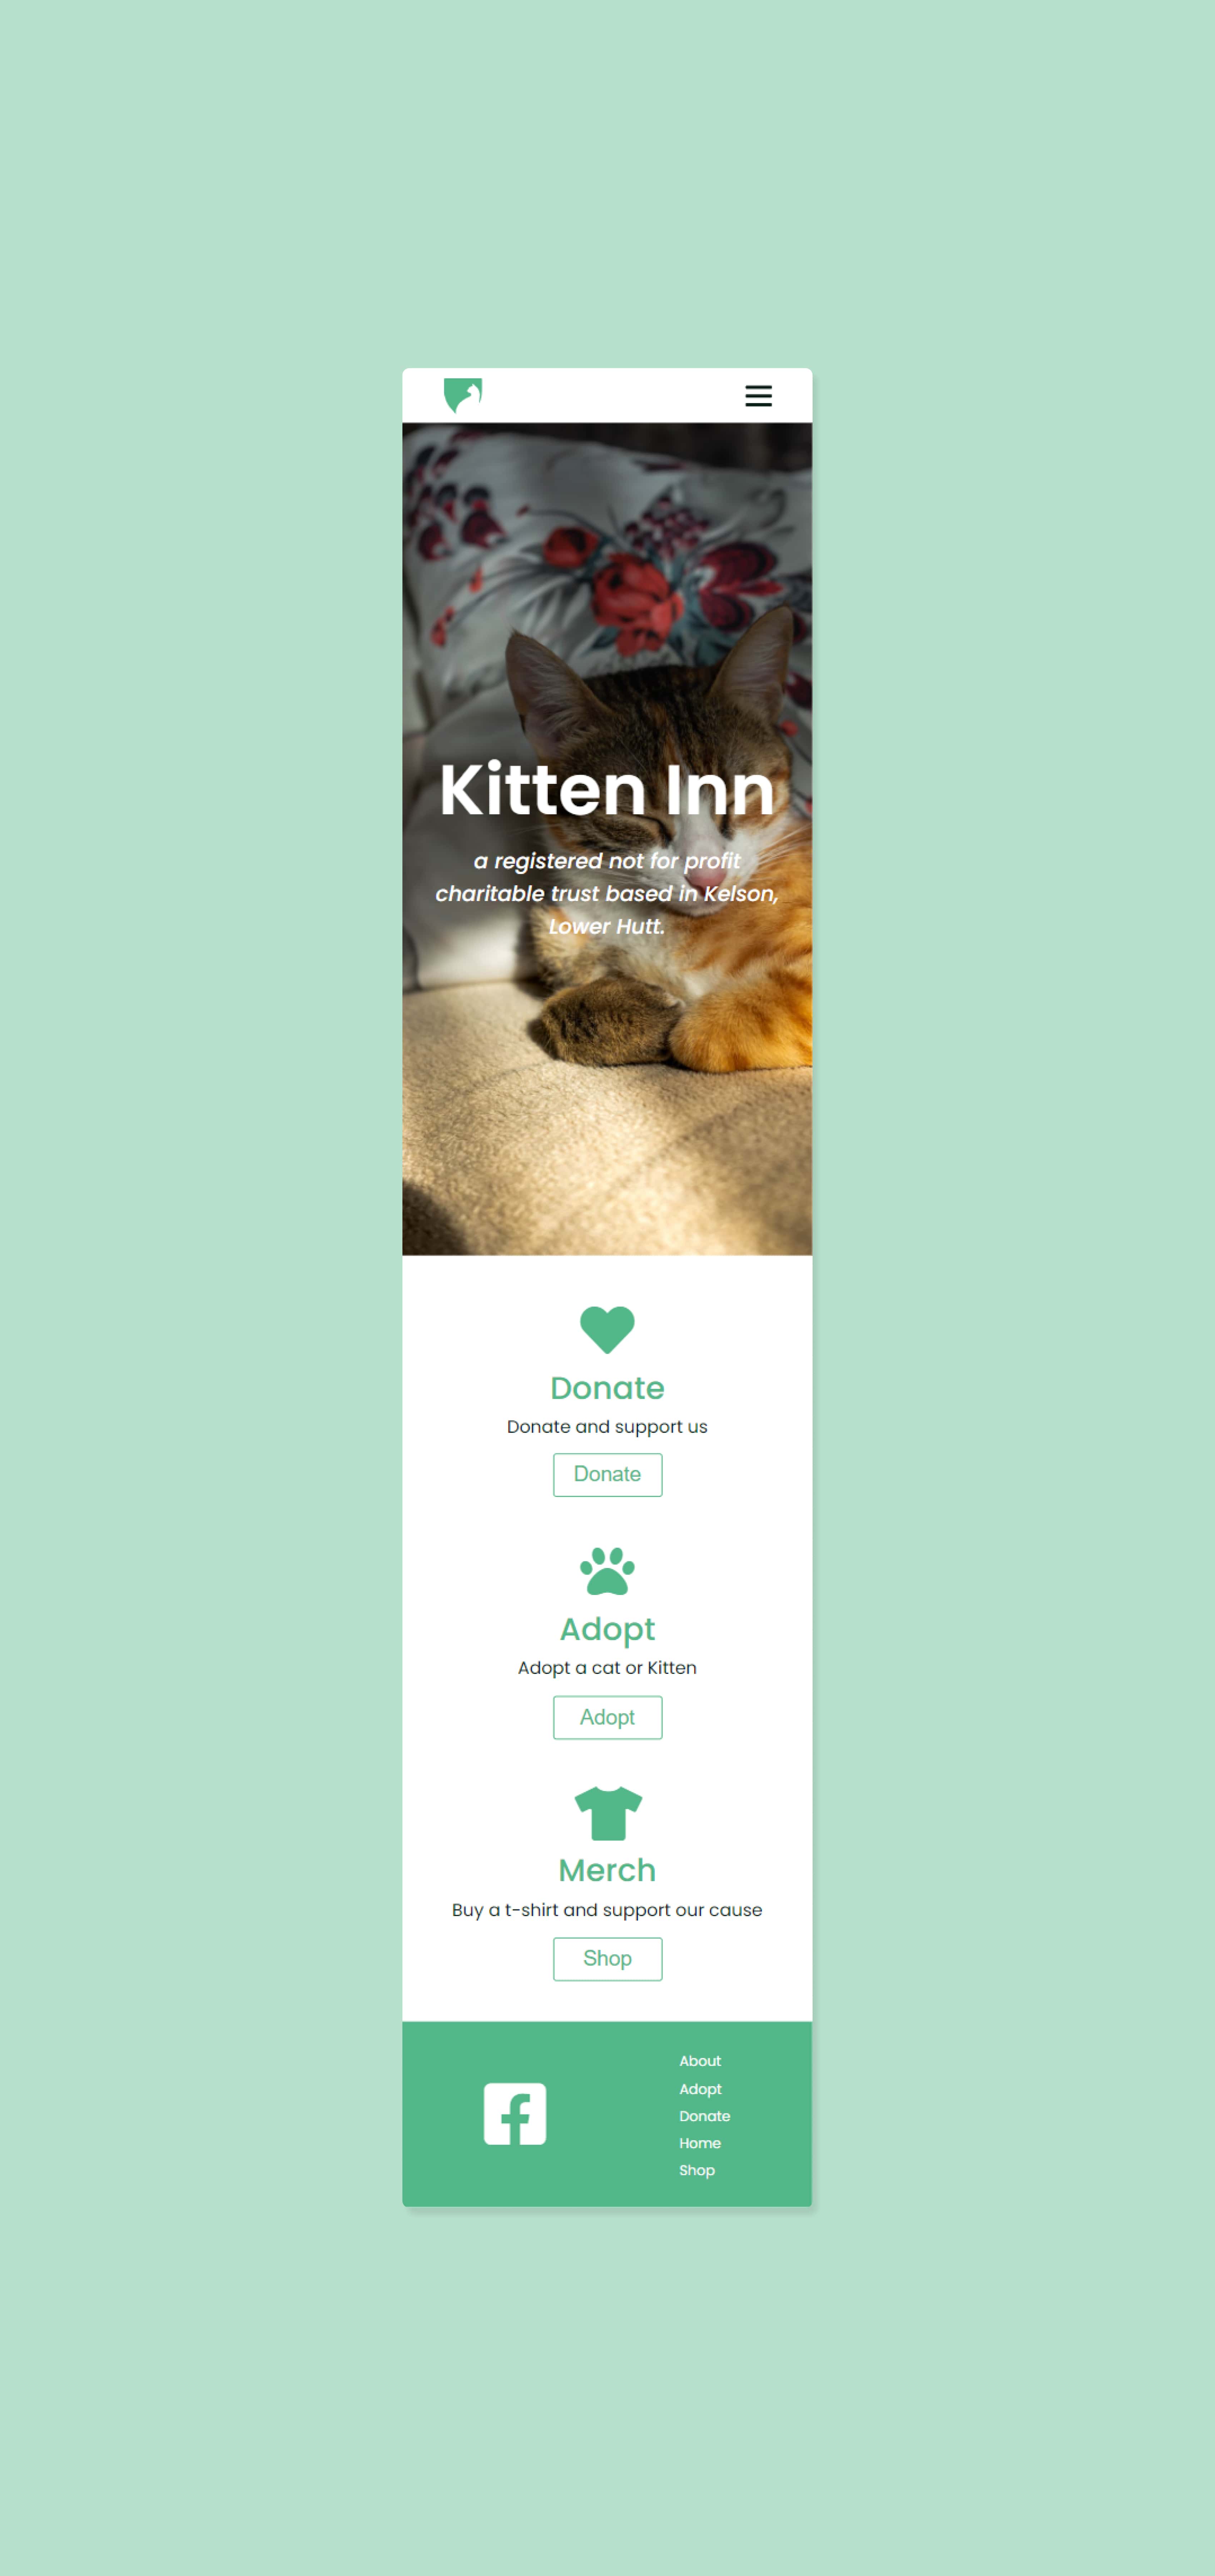 Kitten Inn
a registered not for profit
charitable trust based in Kelson,
Lower Hutt.
Donate
Donate and support us
Donate
Adopt
Adopt a cat or Kitten
Adopt
Merch
Buy a t-shirt and support our cause
Shop
About
Adopt
Donate
Home
Shop